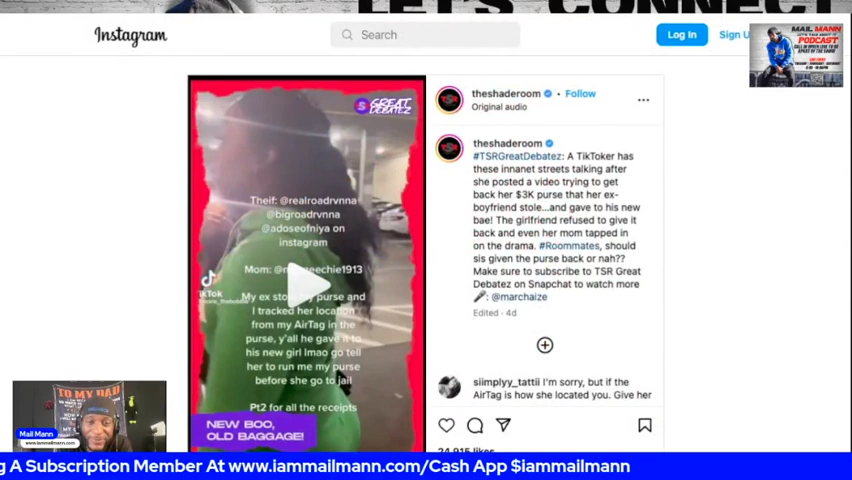 LET'S CONNECT
Instagram
Search
Log In
Sign U
MAIL MANN
PODCAST
GREAT
DEBATEZ
theshaderoom • Follow
Original audio
theshaderoom
#TSRGreatDebatez: A TikToker has
these innanet streets talking after
she posted a video trying to get
back her $3K purse that her ex-
boyfriend stole...and gave to his new
bae! The girlfriend refused to give it
back and even her mom tapped in
on the drama. #Roommates, should
sis given the purse back or nah??
Make sure to subscribe to TSR Great
Debatez on Snapchat to watch more
🎤: @marchaize
Edited · 4d
siimplyy_tattii I'm sorry, but if the
AirTag is how she located you. Give her
24,915 likes
Theif: @realroadrvnna
@bigroadrvnna
@adoseofniya on
instagram
Mom:
TikTok
My ex stole my purse and
I tracked her location
from my AirTag in the
purse, y'all he gave it to
his new girl lmao go tell
her to run me my purse
before she go to jail
Pt2 for all the receipts
NEW BOO,
OLD BAGGAGE!
TO MY DAD
Mail Mann
www.iammailmann.com
g A Subscription Member At www.iammailmann.com/Cash App $iammailmann